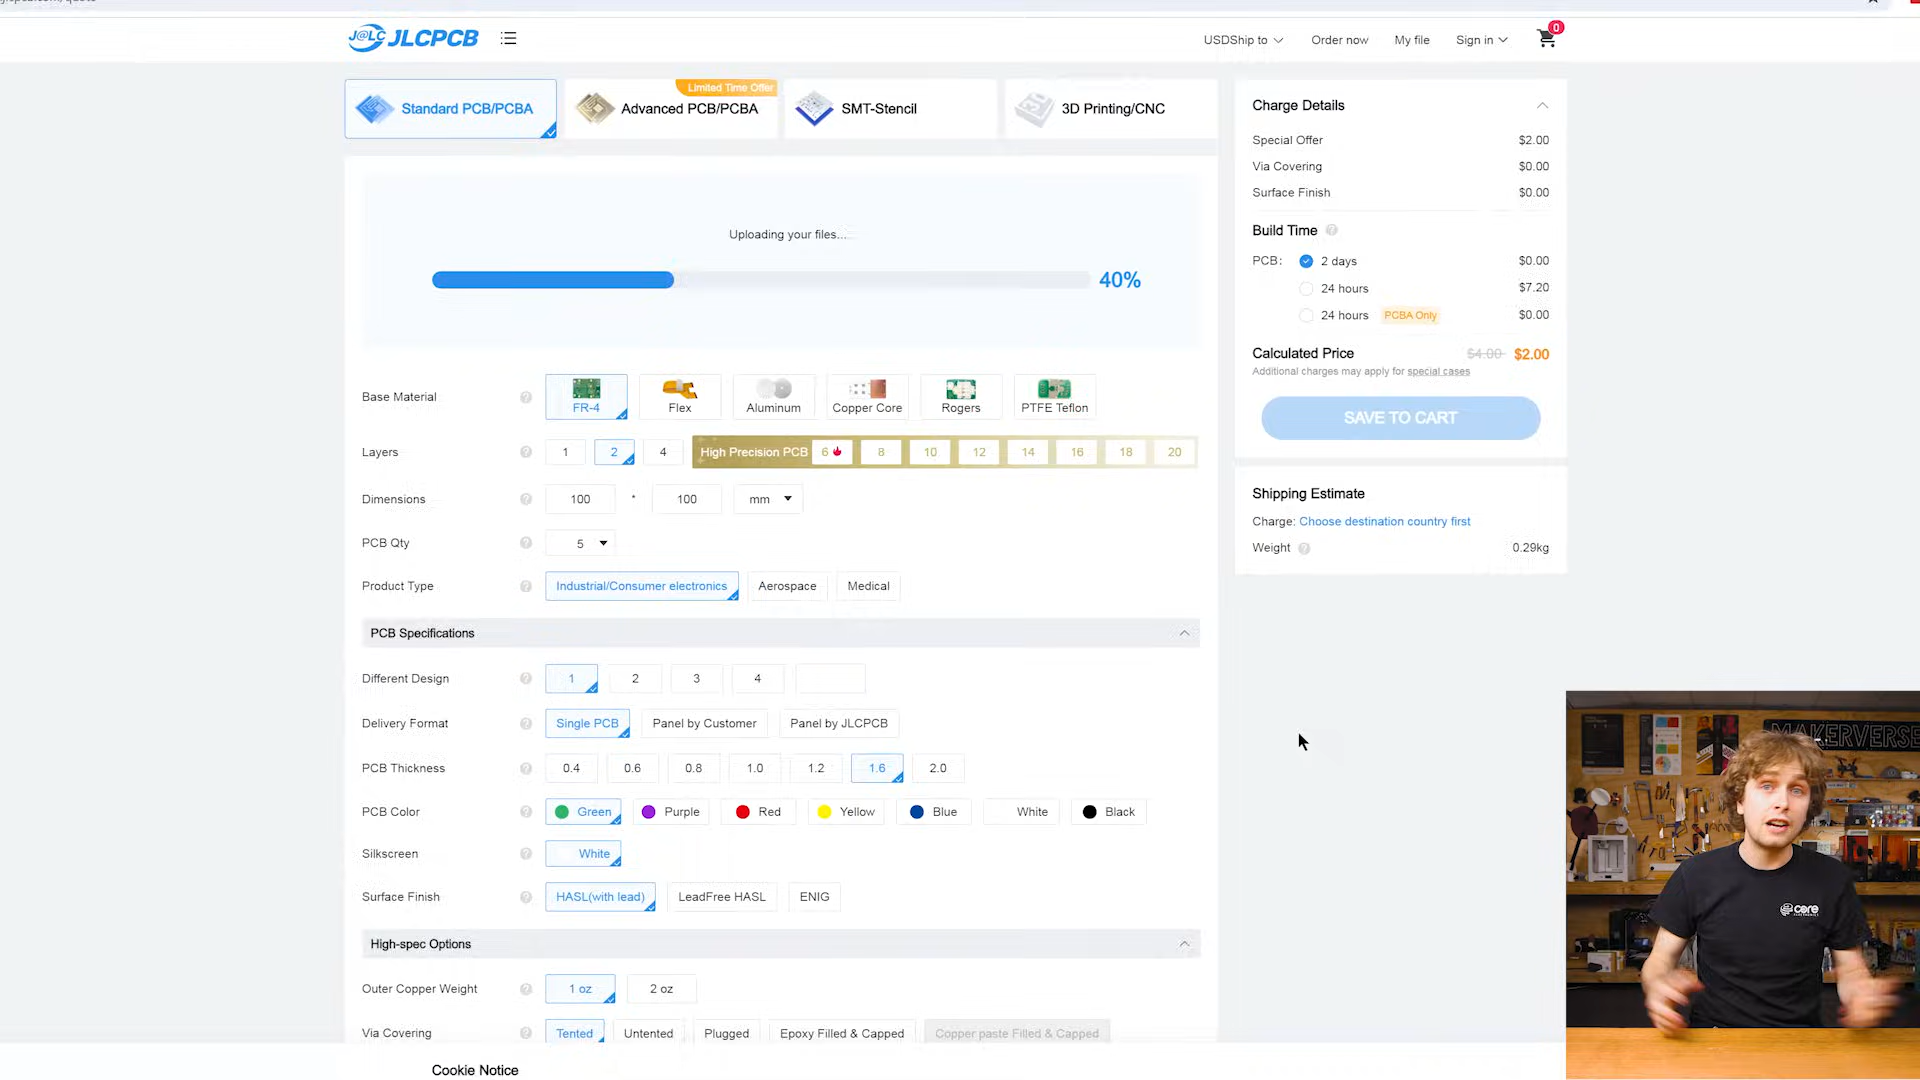 J@LC JLCPCB
USDShip to
Order now
My file
Sign in
0
Standard PCB/PCBA
Limited Time Offer
Advanced PCB/PCBA
SMT-Stencil
3D Printing/CNC
Uploading your files...
40%
Base Material
FR-4
Flex
Aluminum
Copper Core
Rogers
PTFE Teflon
Layers
1 2 4 High Precision PCB 6 8 10 12 14 16 18 20
Dimensions
100 * 100 mm
PCB Qty
5
Product Type
Industrial/Consumer electronics Aerospace Medical
PCB Specifications
Different Design
1 2 3 4
Delivery Format
Single PCB Panel by Customer Panel by JLCPCB
PCB Thickness
0.4 0.6 0.8 1.0 1.2 1.6 2.0
PCB Color
Green Purple Red Yellow Blue White Black
Silkscreen
White
Surface Finish
HASL(with lead) LeadFree HASL ENIG
High-spec Options
Outer Copper Weight
1 oz 2 oz
Via Covering
Tented Untented Plugged Epoxy Filled & Capped Copper paste Filled & Capped
Cookie Notice
Charge Details
Special Offer $2.00
Via Covering $0.00
Surface Finish $0.00
Build Time
PCB: 2 days $0.00
24 hours $7.20
24 hours PCBA Only $0.00
Calculated Price $4.00 $2.00
Additional charges may apply for special cases
SAVE TO CART
Shipping Estimate
Charge: Choose destination country first
Weight 0.29kg
MAKERVERSE
core
ELECTRONICS